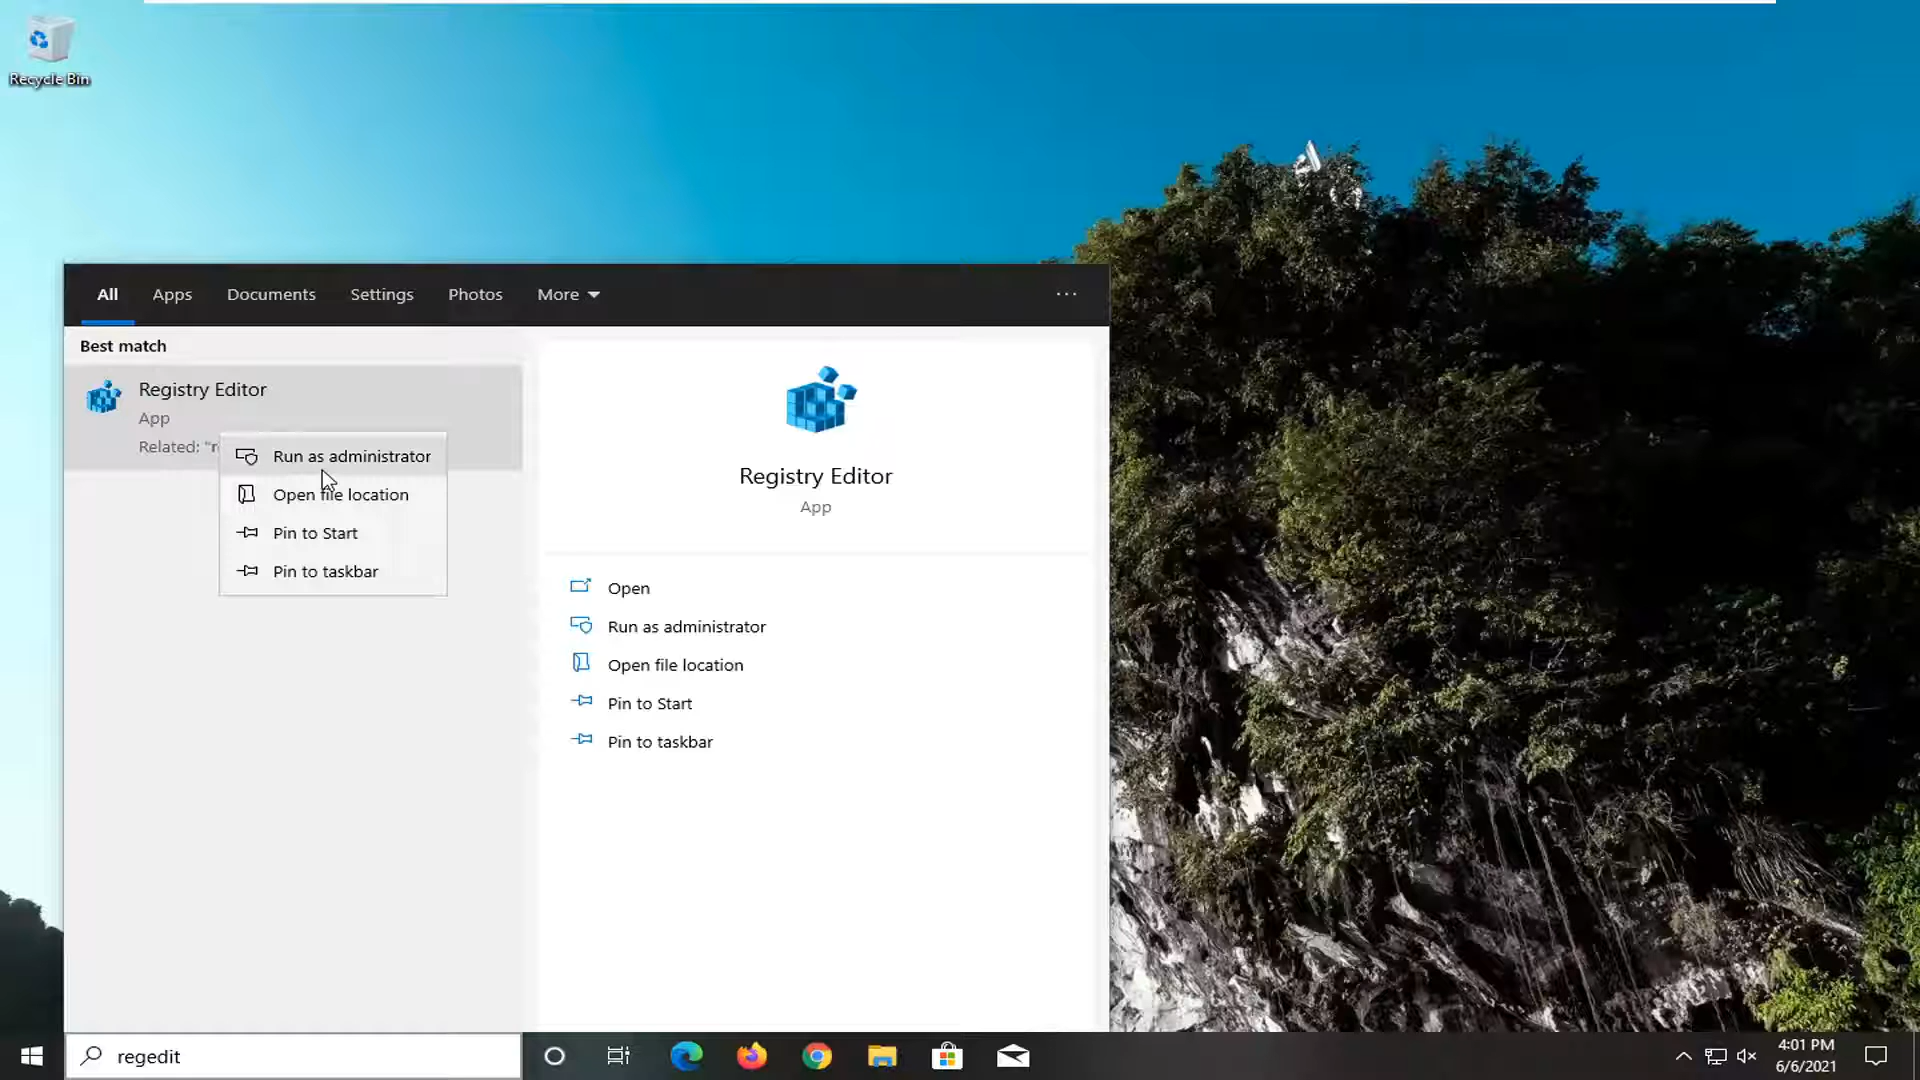 Recycle Bin
All Apps Documents Settings Photos More
Best match
Registry Editor
App
Related: "r
Run as administrator
Open file location
Pin to Start
Pin to taskbar
Registry Editor
App
Open
Run as administrator
Open file location
Pin to Start
Pin to taskbar
regedit
4:01 PM
6/6/2021